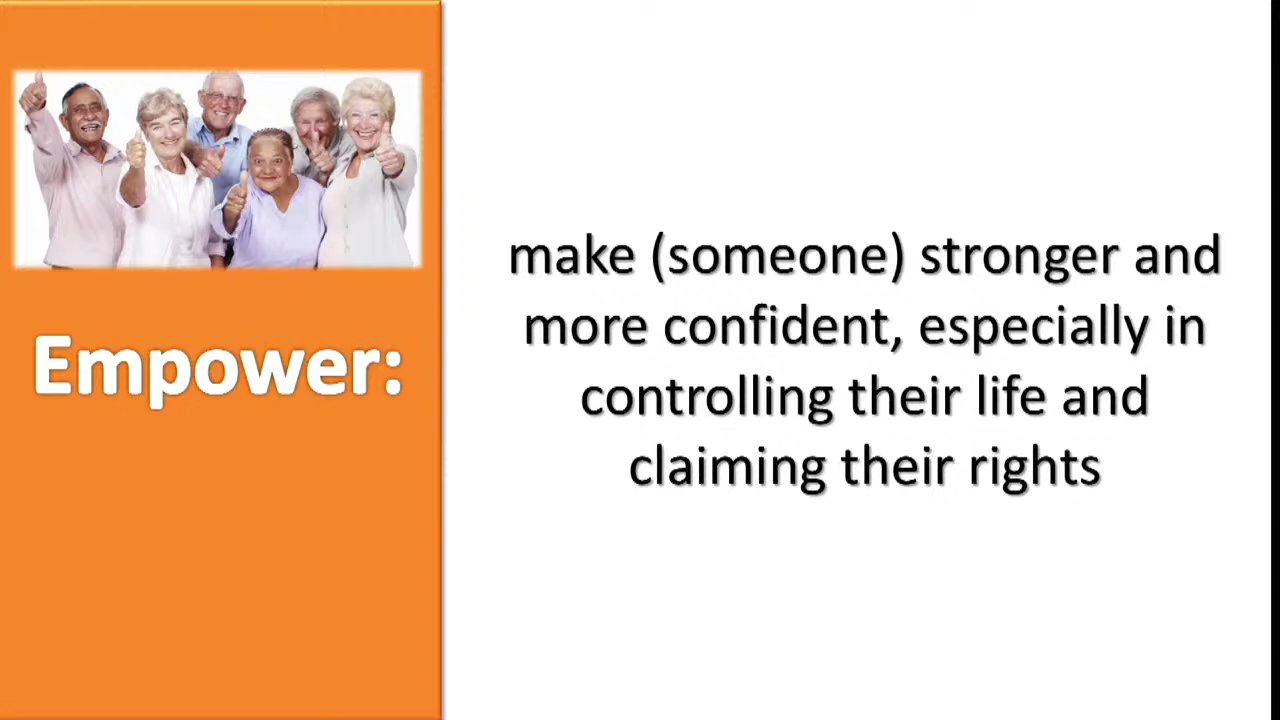 Empower:
make (someone) stronger and
more confident, especially in
controlling their life and
claiming their rights